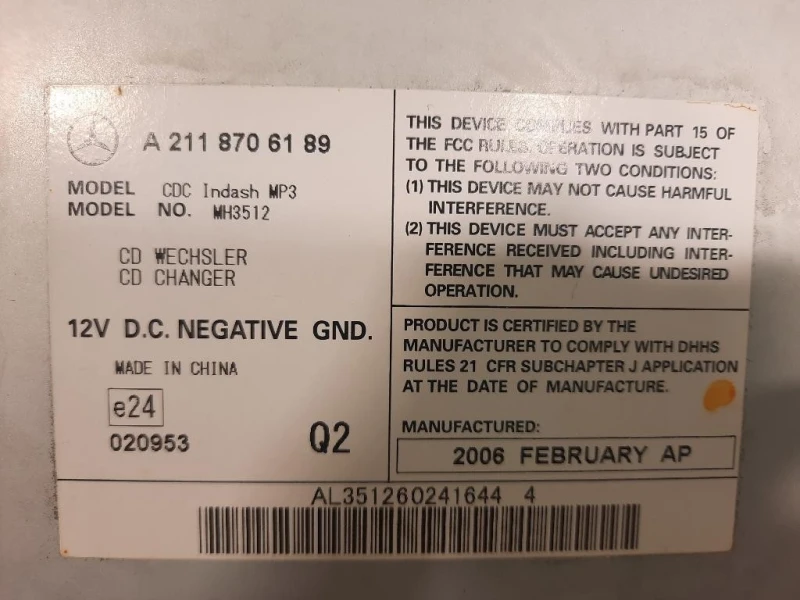 A 211 870 61 89
MODEL CDC Indash MP3
MODEL NO. MH3512
CD WECHSLER
CD CHANGER
12V D.C. NEGATIVE GND.
MADE IN CHINA
e24
020953
Q2
THIS DEVICE COMPLIES WITH PART 15 OF
THE FCC RULES. OPERATION IS SUBJECT
TO THE FOLLOWING TWO CONDITIONS:
(1) THIS DEVICE MAY NOT CAUSE HARMFUL
INTERFERENCE.
(2) THIS DEVICE MUST ACCEPT ANY INTER-
FERENCE RECEIVED INCLUDING INTER-
FERENCE THAT MAY CAUSE UNDESIRED
OPERATION.
PRODUCT IS CERTIFIED BY THE
MANUFACTURER TO COMPLY WITH DHHS
RULES 21 CFR SUBCHAPTER J APPLICATION
AT THE DATE OF MANUFACTURE.
MANUFACTURED:
2006 FEBRUARY AP
AL351260241644 4